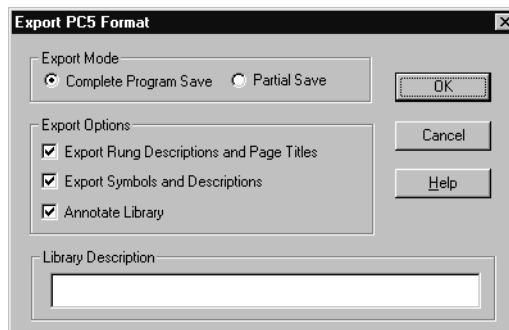 Export PC5 Format
Export Mode
Complete Program Save Partial Save
OK
Export Options
Export Rung Descriptions and Page Titles
Export Symbols and Descriptions
Annotate Library
Cancel
Help
Library Description